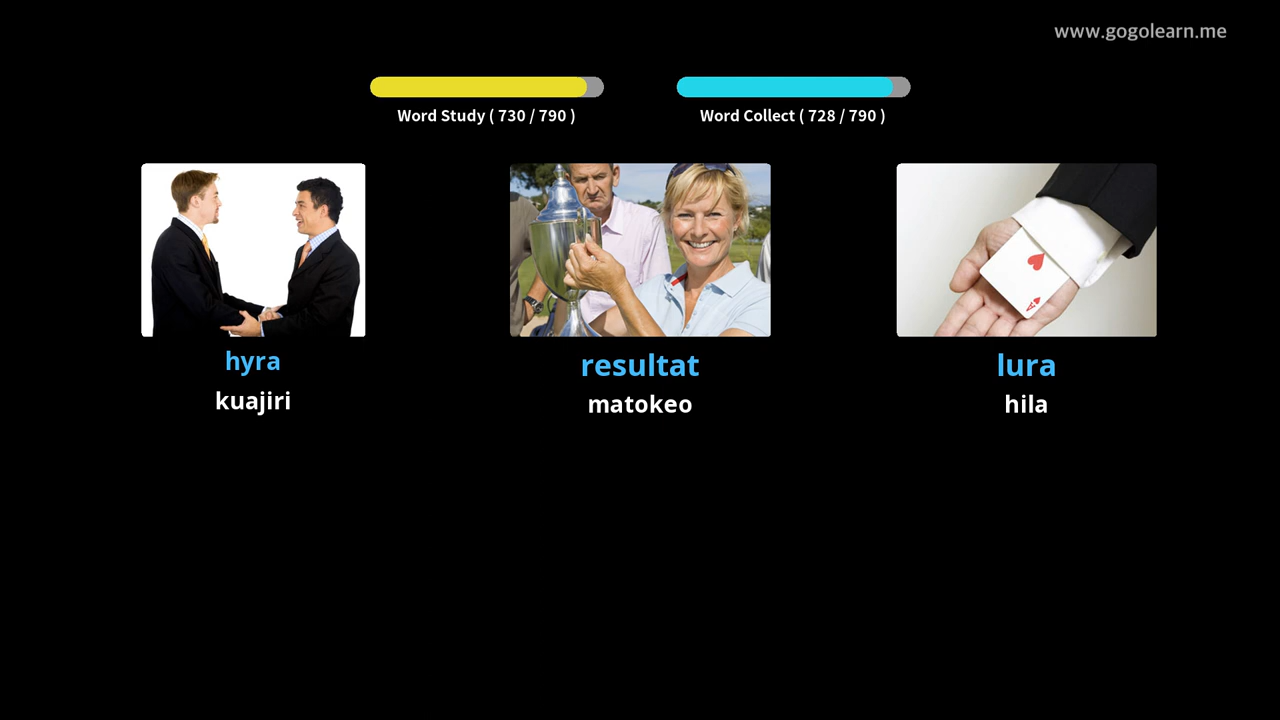 www.gogolearn.me
Word Study ( 730 / 790 )
Word Collect ( 728 / 790 )
hyra
kuajiri
resultat
matokeo
lura
hila